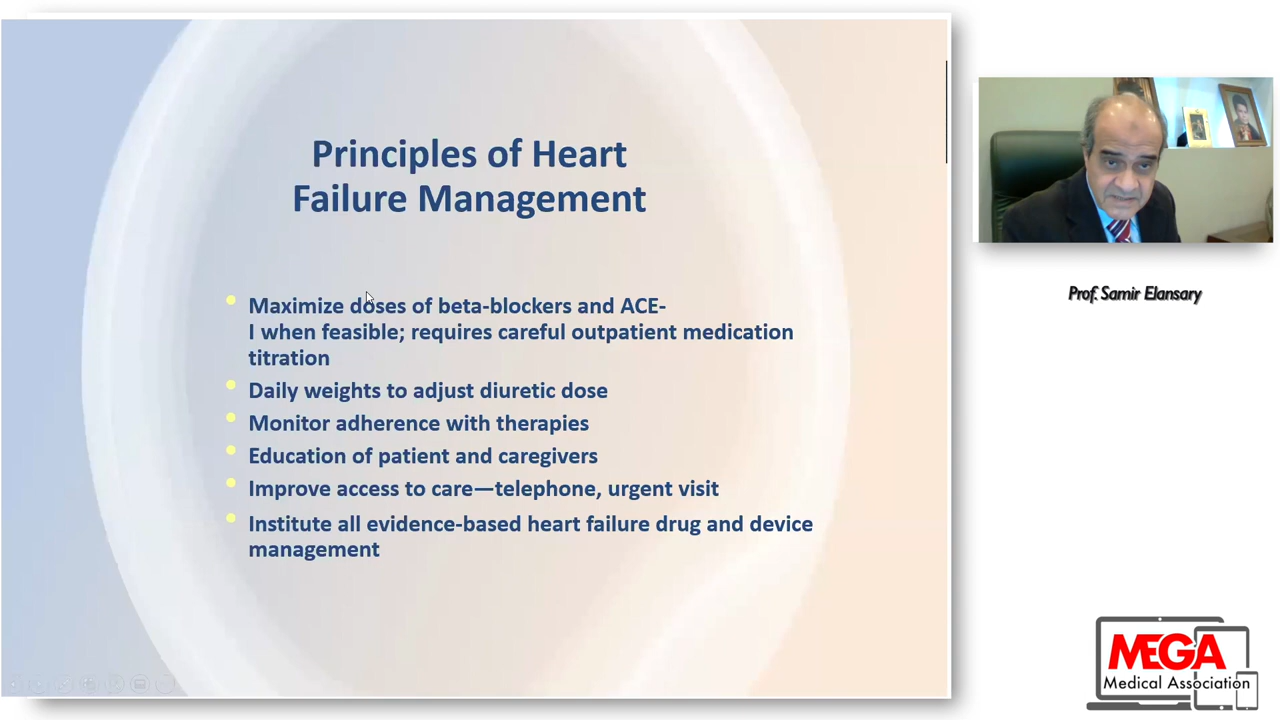 Principles of Heart
Failure Management
Maximize doses of beta-blockers and ACE-
I when feasible; requires careful outpatient medication
titration
Daily weights to adjust diuretic dose
Monitor adherence with therapies
Education of patient and caregivers
Improve access to care—telephone, urgent visit
Institute all evidence-based heart failure drug and device
management
Prof. Samir Elansary
MEGA
Medical Association